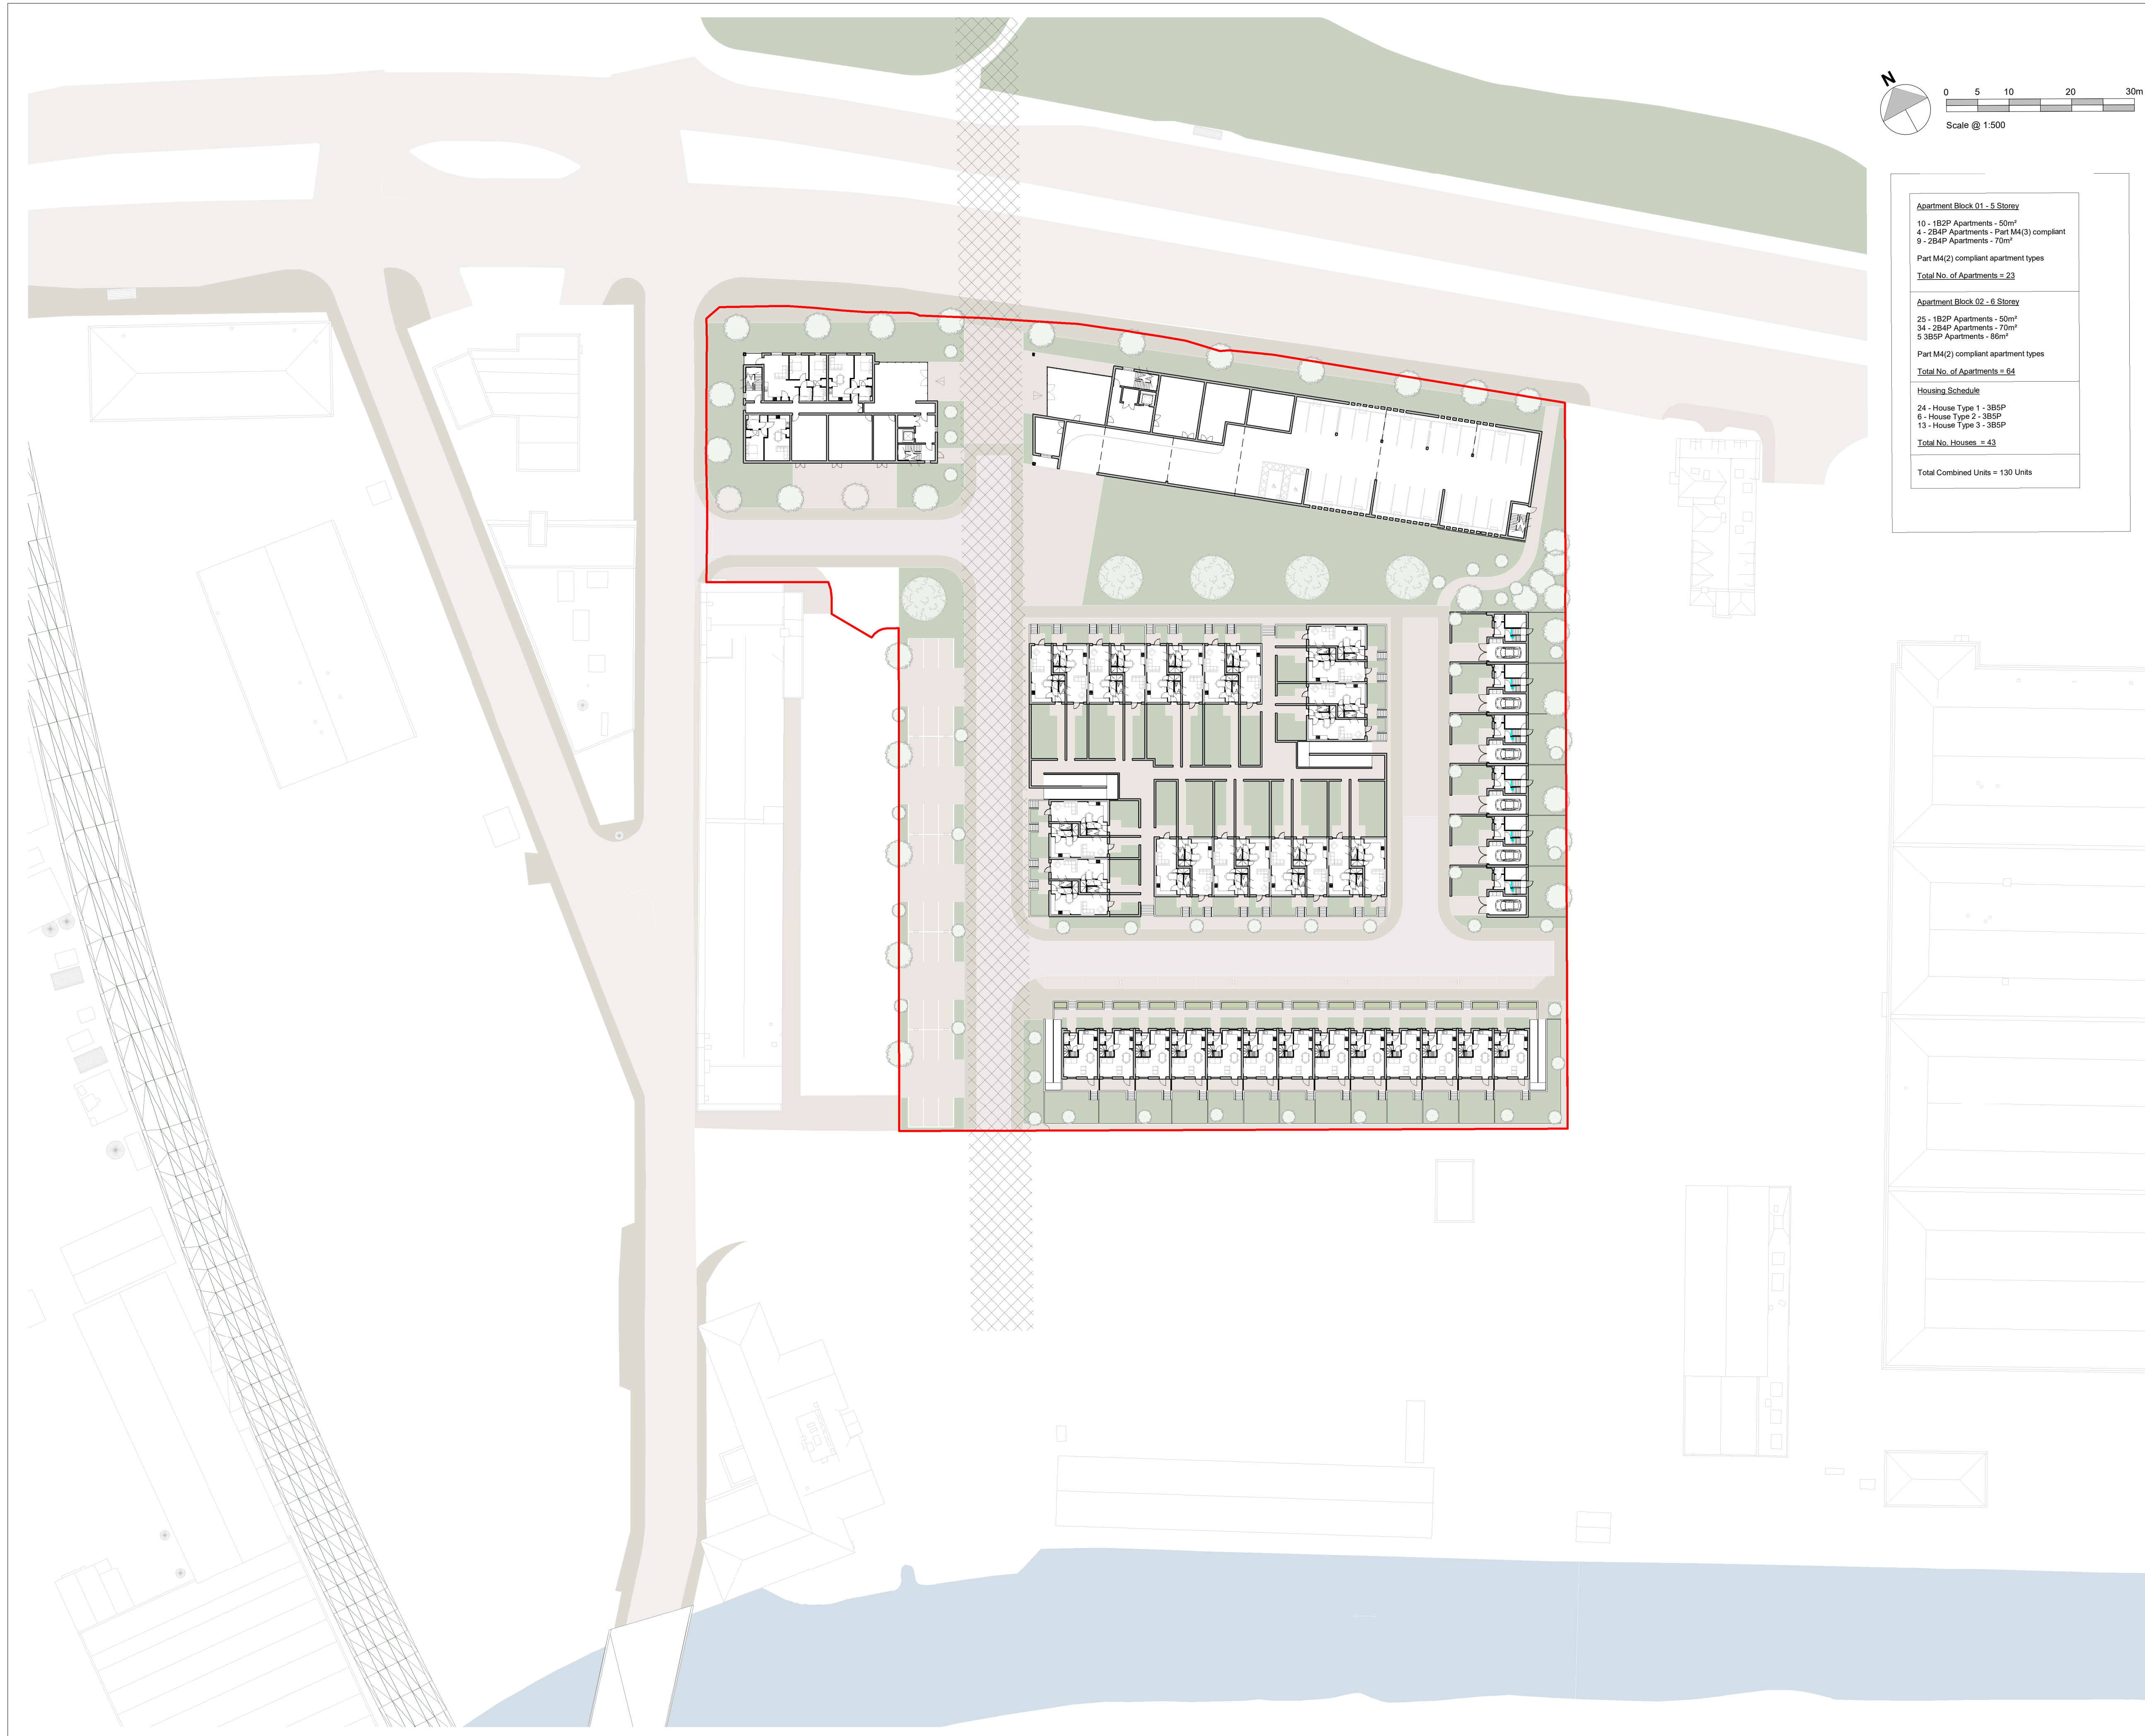 N
0 5 10 20 30m
Scale @ 1:500
Apartment Block 01 - 5 Storey
10 - 1B2P Apartments - 50m²
4 - 2B4P Apartments - Part M4(3) compliant
9 - 2B4P Apartments - 70m²
Part M4(2) compliant apartment types
Total No. of Apartments = 23
Apartment Block 02 - 6 Storey
25 - 1B2P Apartments - 50m²
34 - 2B4P Apartments - 70m²
5 3B5P Apartments - 86m²
Part M4(2) compliant apartment types
Total No. of Apartments = 64
Housing Schedule
24 - House Type 1 - 3B5P
6 - House Type 2 - 3B5P
13 - House Type 3 - 3B5P
Total No. Houses = 43
Total Combined Units = 130 Units